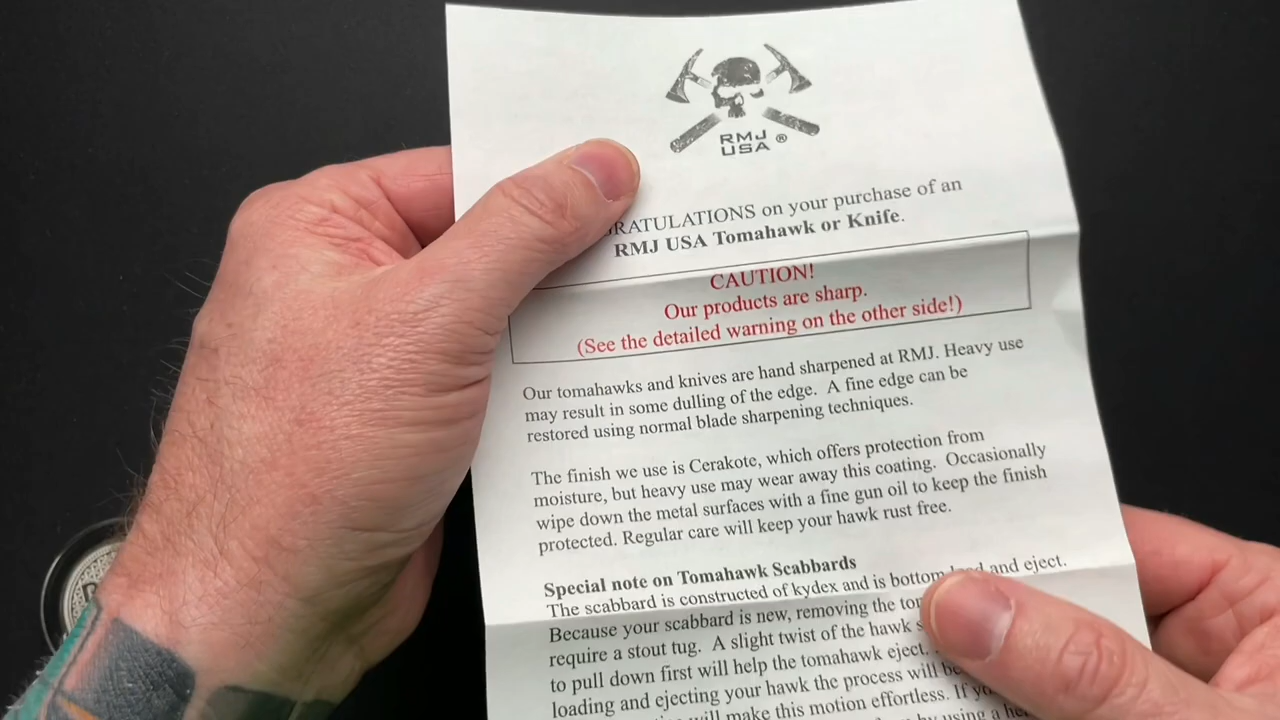 RMJ
USA ®
RATULATIONS on your purchase of an
RMJ USA Tomahawk or Knife.
CAUTION!
Our products are sharp.
(See the detailed warning on the other side!)
Our tomahawks and knives are hand sharpened at RMJ. Heavy use
may result in some dulling of the edge. A fine edge can be
restored using normal blade sharpening techniques.
The finish we use is Cerakote, which offers protection from
moisture, but heavy use may wear away this coating. Occasionally
wipe down the metal surfaces with a fine gun oil to keep the finish
protected. Regular care will keep your hawk rust free.
Special note on Tomahawk Scabbards
The scabbard is constructed of kydex and is bottom and eject.
Because your scabbard is new, removing the
require a stout tug. A slight twist of the hawk
to pull down first will help the tomahawk eject.
loading and ejecting your hawk the process will
will make this motion effortless. If
by using a